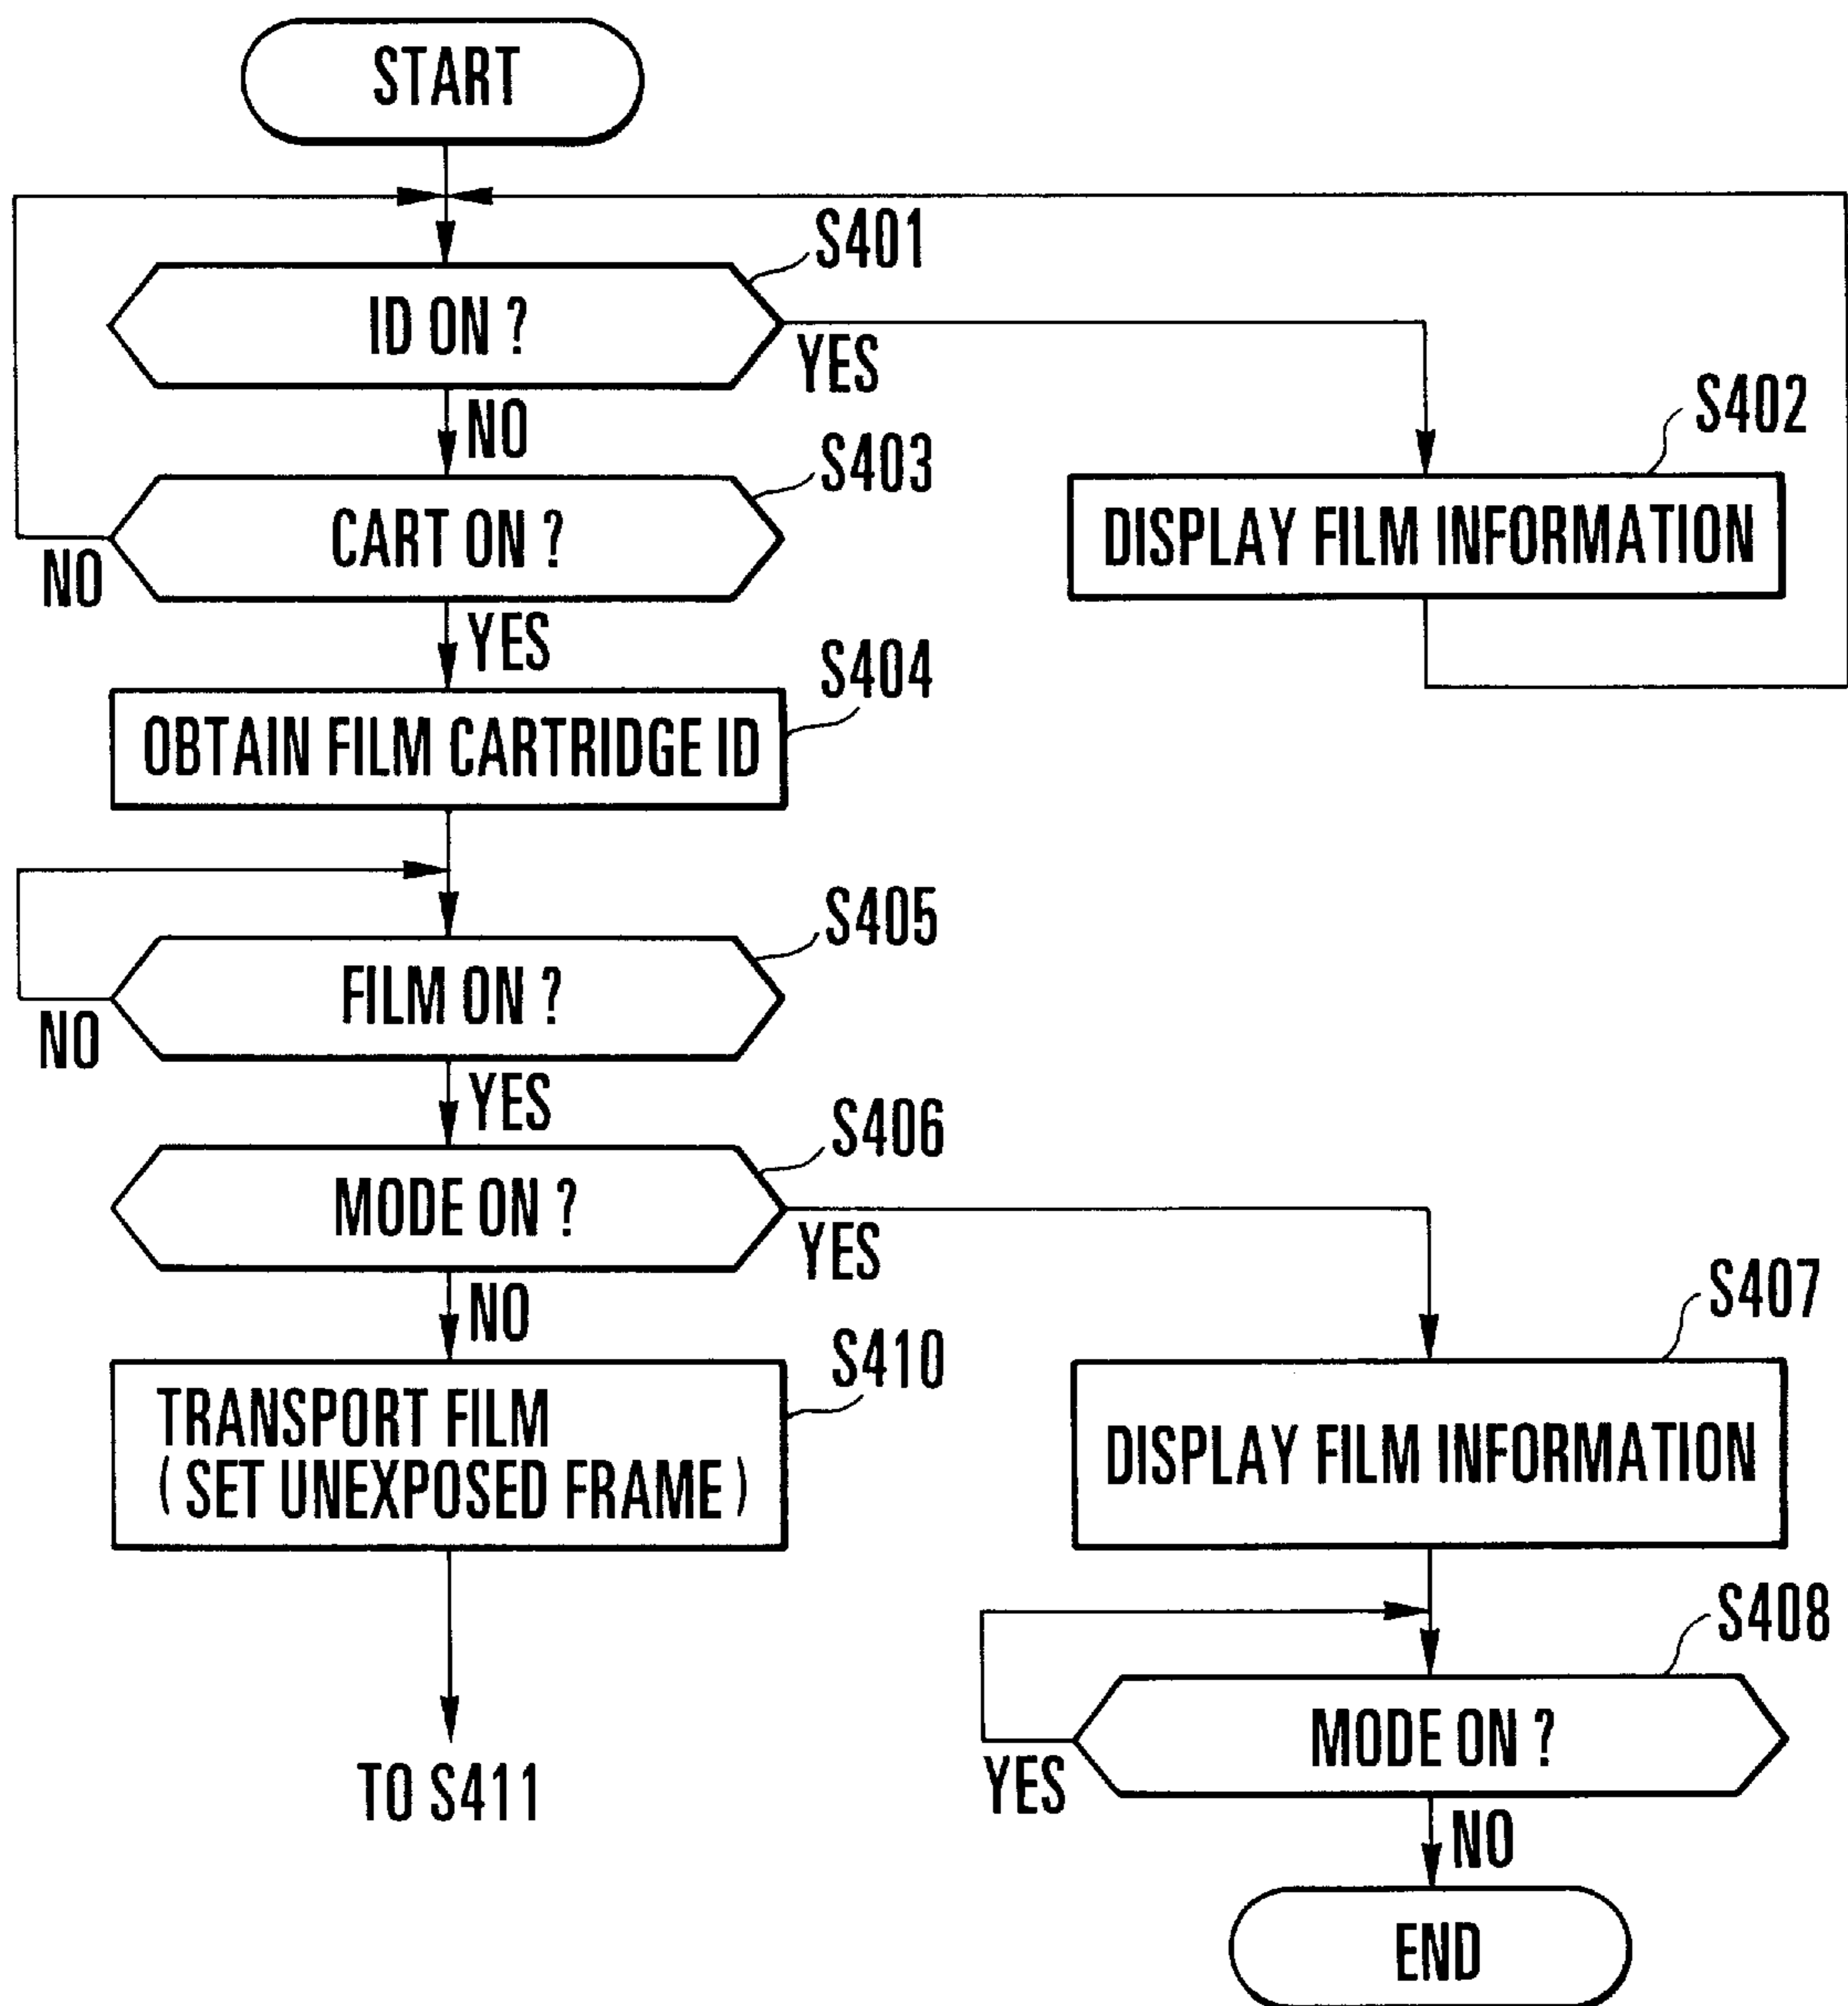 START
S401
ID ON ?
YES
NO
S402
S403
CART ON ?
DISPLAY FILM INFORMATION
NO
YES
S404
OBTAIN FILM CARTRIDGE ID
S405
FILM ON ?
NO
YES
S406
MODE ON ?
YES
NO
S407
S410
TRANSPORT FILM
( SET UNEXPOSED FRAME )
DISPLAY FILM INFORMATION
S408
MODE ON ?
TO S411
YES
NO
END